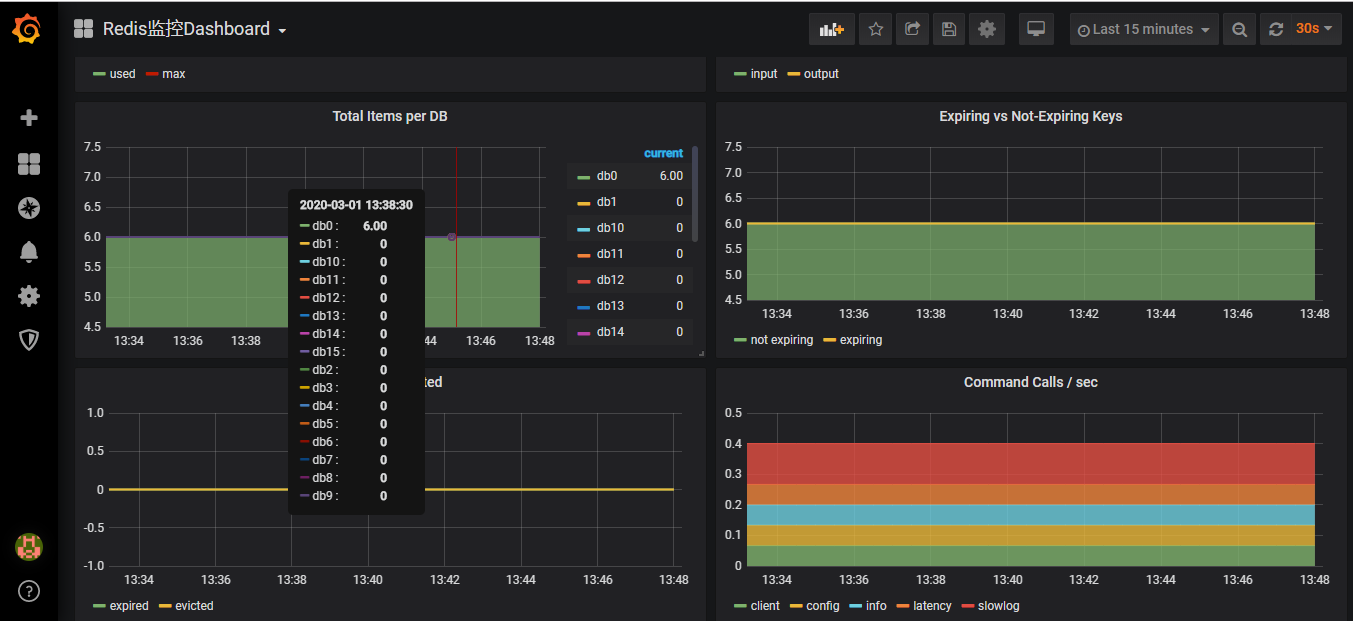 Redis监控Dashboard
Last 15 minutes
30s
used max
input output
Total Items per DB
7.5
7.0
6.5
6.0
5.5
5.0
4.5
13:34 13:36 13:38 44 13:46 13:48
current
db0 6.00
db1 0
db10 0
db11 0
db12 0
db13 0
db14 0
2020-03-01 13:38:30
db0: 6.00
db1: 0
db10: 0
db11: 0
db12: 0
db13: 0
db14: 0
db15: 0
db2: 0
db3: 0
db4: 0
db5: 0
db6: 0
db7: 0
db8: 0
db9: 0
Expiring vs Not-Expiring Keys
7.5
7.0
6.5
6.0
5.5
5.0
4.5
13:34 13:36 13:38 13:40 13:42 13:44 13:46 13:48
not expiring expiring
ted
1.0
0.5
0
-0.5
-1.0
13:34 13:36 13:38 13:40 13:42 13:44 13:46 13:48
expired evicted
Command Calls / sec
0.5
0.4
0.3
0.2
0.1
0
13:34 13:36 13:38 13:40 13:42 13:44 13:46 13:48
client config info latency slowlog
?